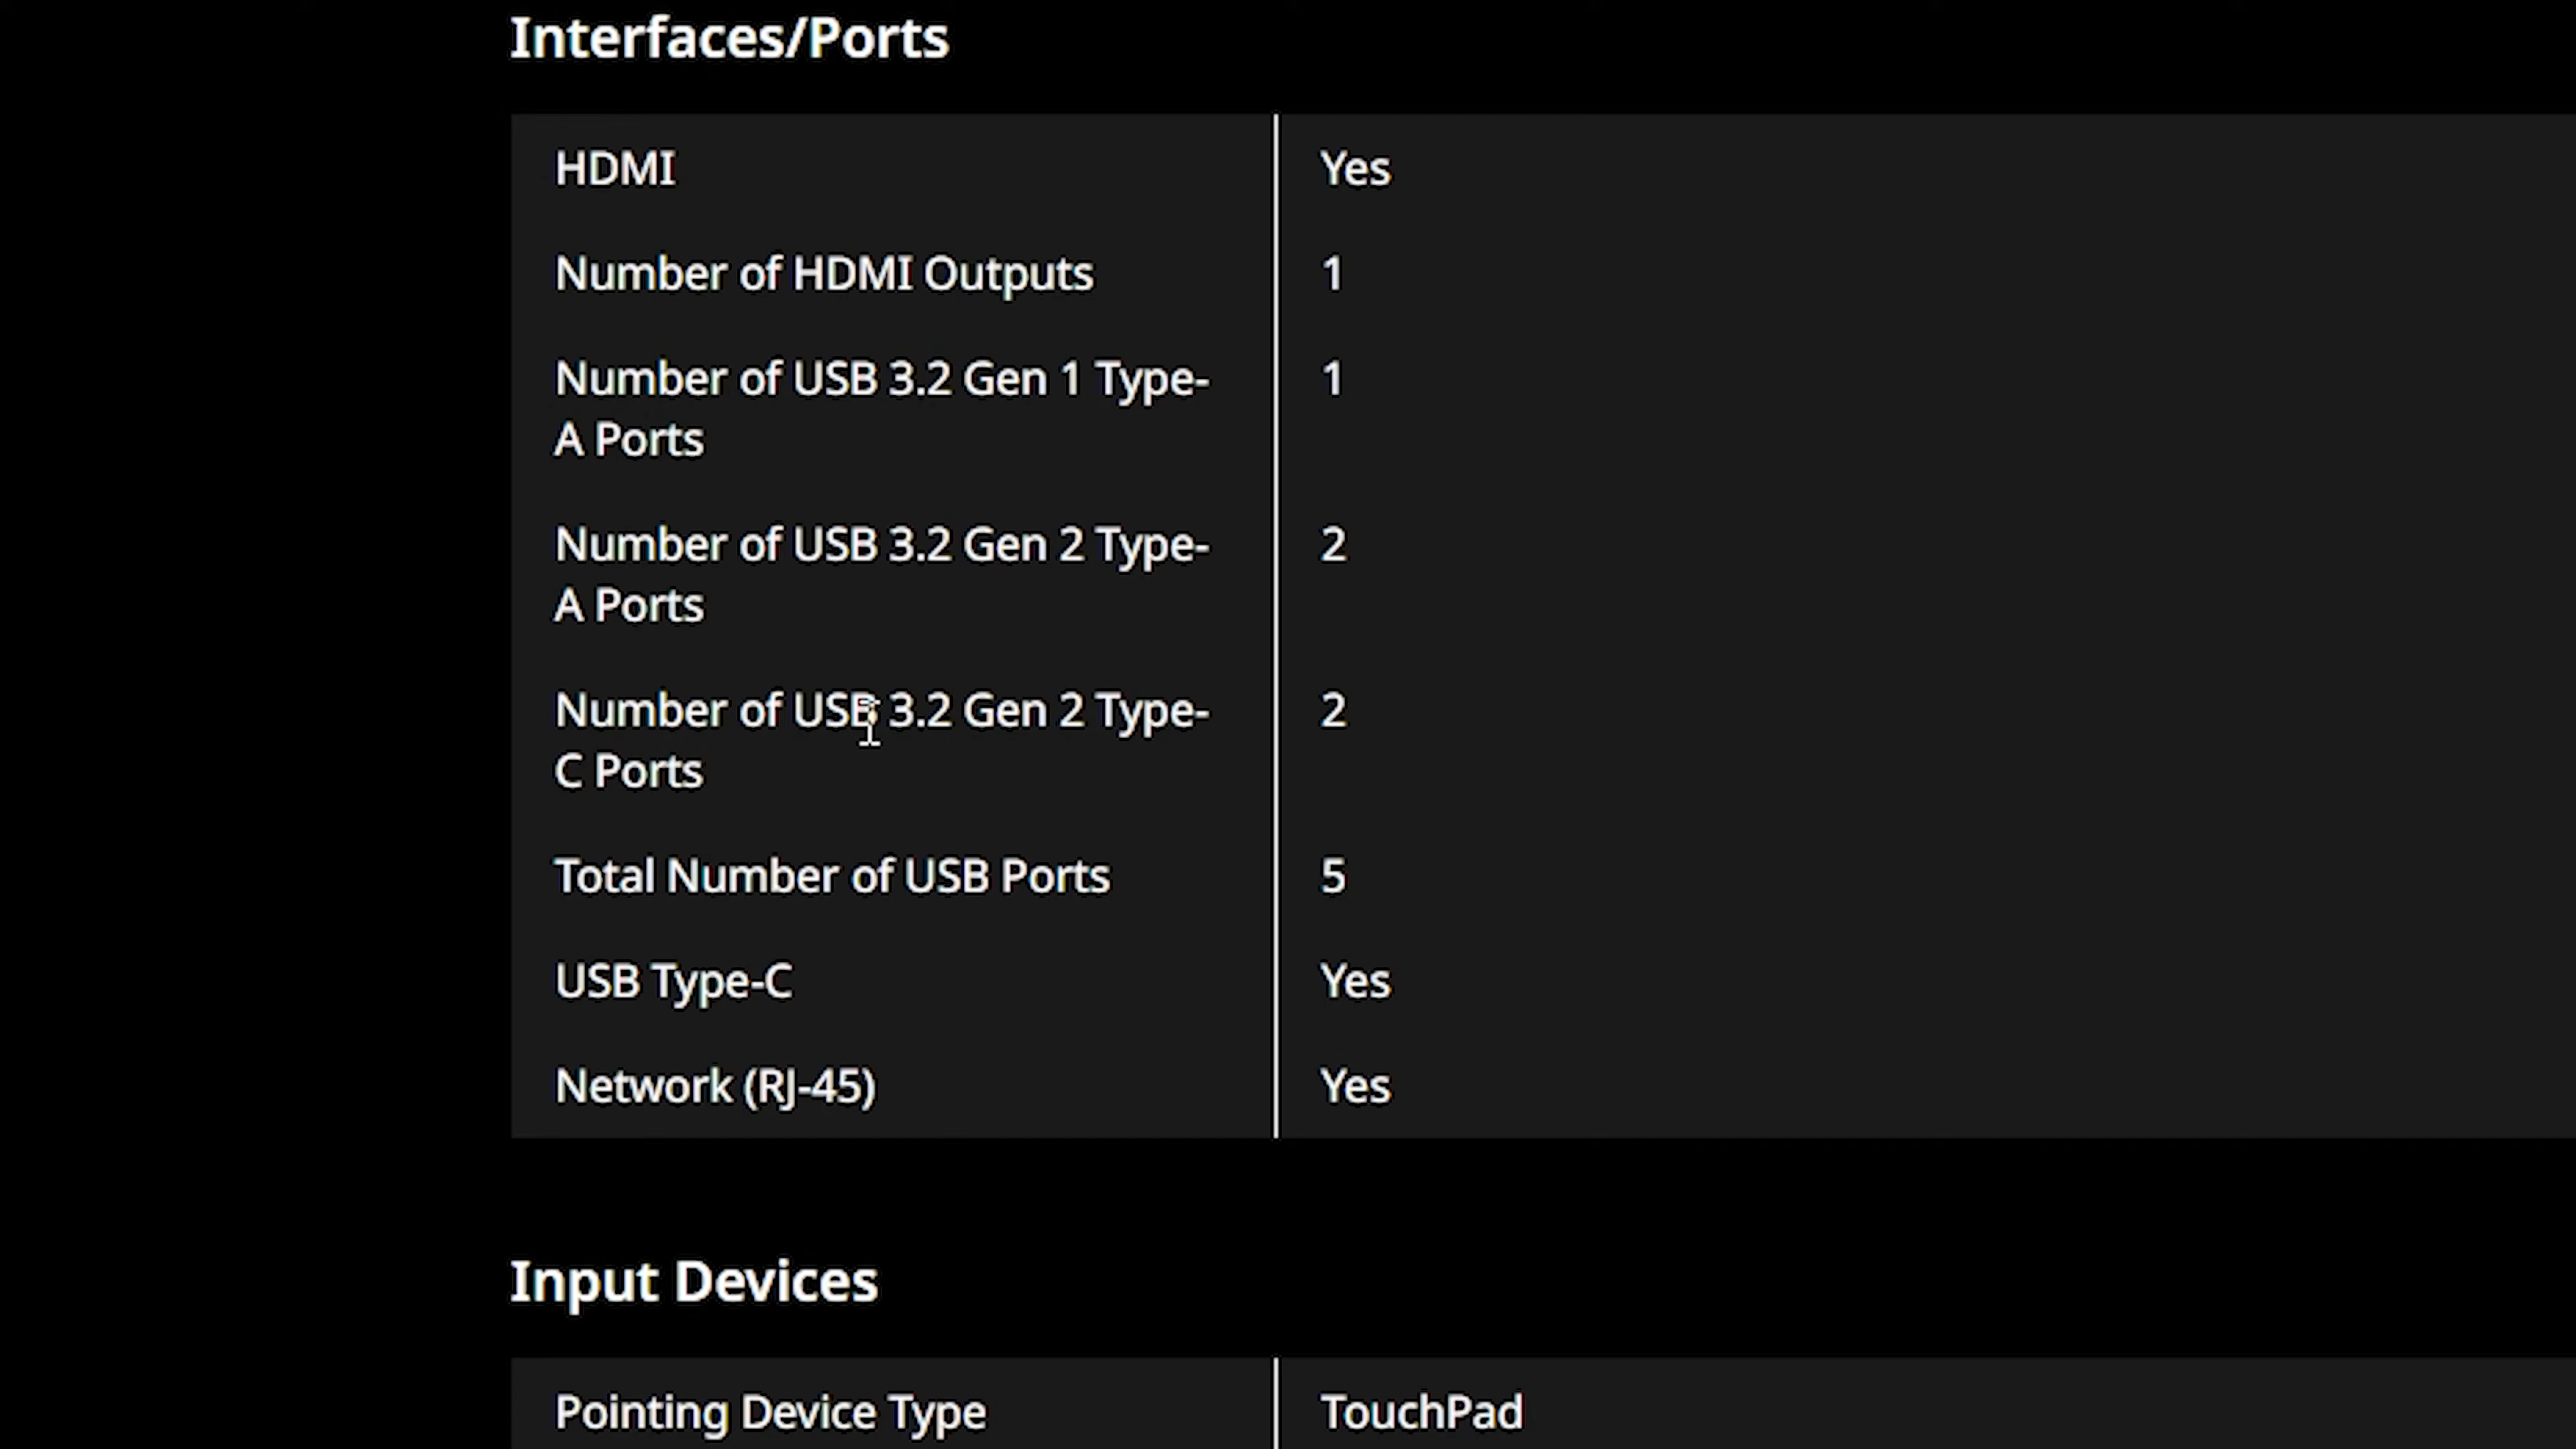 Interfaces/Ports
HDMI Yes
Number of HDMI Outputs 1
Number of USB 3.2 Gen 1 Type- 1
A Ports
Number of USB 3.2 Gen 2 Type- 2
A Ports
Number of USB 3.2 Gen 2 Type- 2
C Ports
Total Number of USB Ports 5
USB Type-C Yes
Network (RJ-45) Yes
Input Devices
Pointing Device Type TouchPad